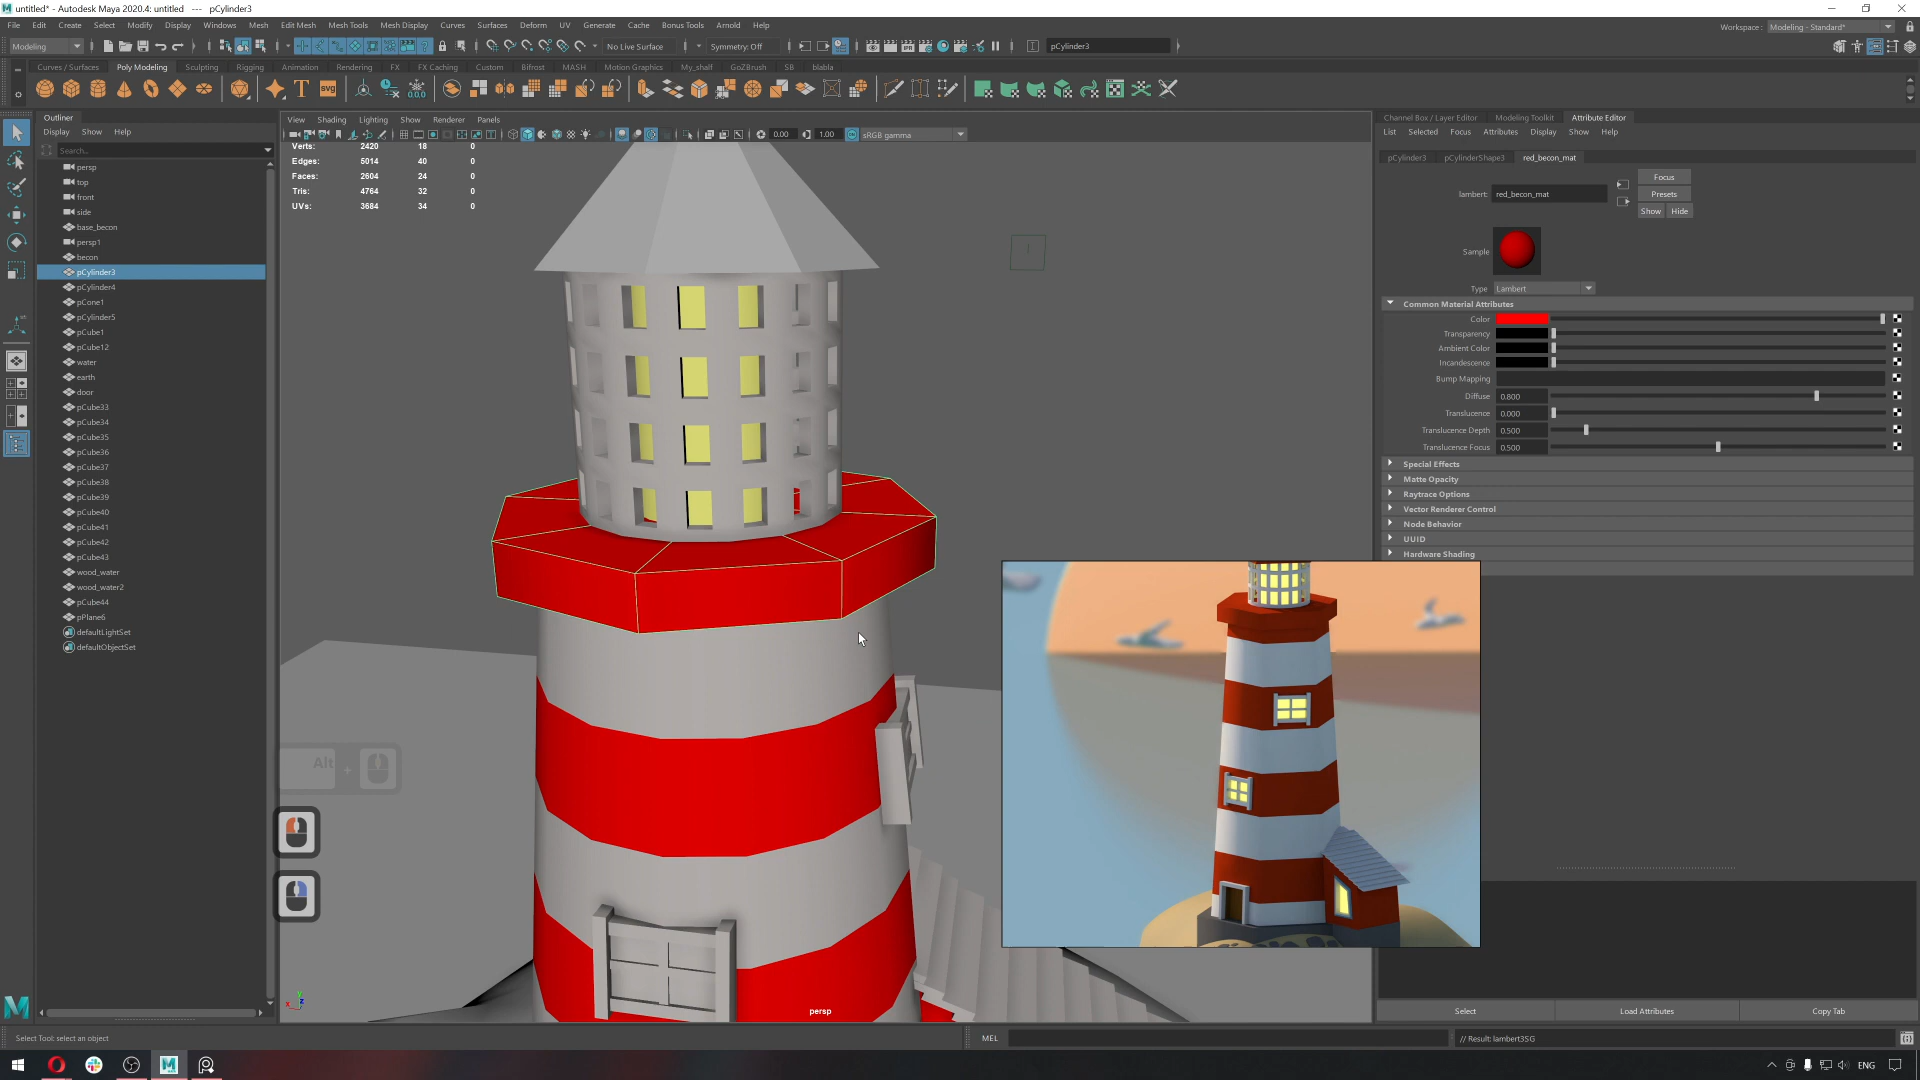 untitled* - Autodesk Maya 2020.4: untitled --- pCylinder3
File Edit Create Select Modify Display Windows Mesh Edit Mesh Mesh Tools Mesh Display Curves Surfaces Deform UV Generate Cache Bonus Tools Arnold Help
Workspace: Modeling - Standard*
Modeling
No Live Surface
Symmetry: Off
pCylinder3
Curves / Surfaces Poly Modeling Sculpting Rigging Animation Rendering FX FX Caching Custom Bifrost MASH Motion Graphics My_shelf GoZBrush SB blabla
Outliner
Display Show Help
Search...
persp
top
front
side
base_becon
persp1
becon
pCylinder3
pCylinder4
pCone1
pCylinder5
pCube1
pCube12
water
earth
door
pCube33
pCube34
pCube35
pCube36
pCube37
pCube38
pCube39
pCube40
pCube41
pCube42
pCube43
wood_water
wood_water2
pCube44
pPlane6
defaultLightSet
defaultObjectSet
View Shading Lighting Show Renderer Panels
0.00 1.00 sRGB gamma
Verts: 2420 18 0
Edges: 5014 40 0
Faces: 2604 24 0
Tris: 4764 32 0
UVs: 3684 34 0
Alt +
persp
Channel Box / Layer Editor Modeling Toolkit Attribute Editor
List Selected Focus Attributes Display Show Help
pCylinder3 pCylinderShape3 red_becon_mat
lambert: red_becon_mat
Focus
Presets
Show Hide
Sample
Type Lambert
Common Material Attributes
Color
Transparency
Ambient Color
Incandescence
Bump Mapping
Diffuse 0.800
Translucence 0.000
Translucence Depth 0.500
Translucence Focus 0.500
Special Effects
Matte Opacity
Raytrace Options
Vector Renderer Control
Node Behavior
UUID
Hardware Shading
Select Load Attributes Copy Tab
Select Tool: select an object
MEL
// Result: lambert3SG
ENG